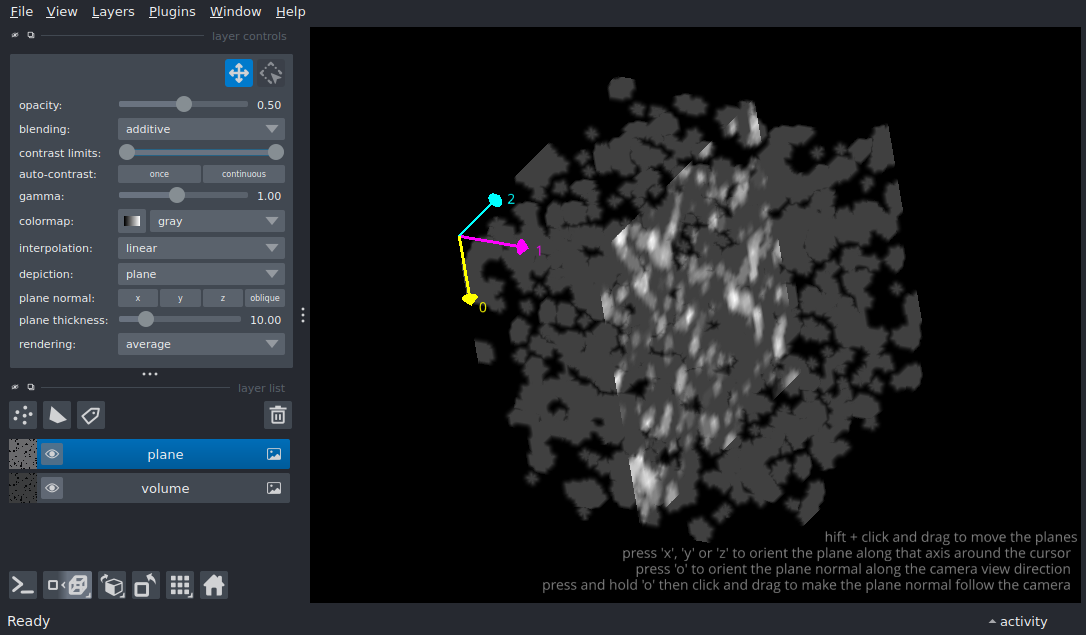 File View Layers Plugins Window Help
layer controls
opacity: 0.50
blending: additive
contrast limits:
auto-contrast: once continuous
gamma: 1.00
colormap: gray
interpolation: linear
depiction: plane
plane normal: x y z oblique
plane thickness: 10.00
rendering: average
layer list
plane
volume
2
1
0
hift + click and drag to move the planes
press 'x', 'y' or 'z' to orient the plane along that axis around the cursor
press 'o' to orient the plane normal along the camera view direction
press and hold 'o' then click and drag to make the plane normal follow the camera
Ready activity